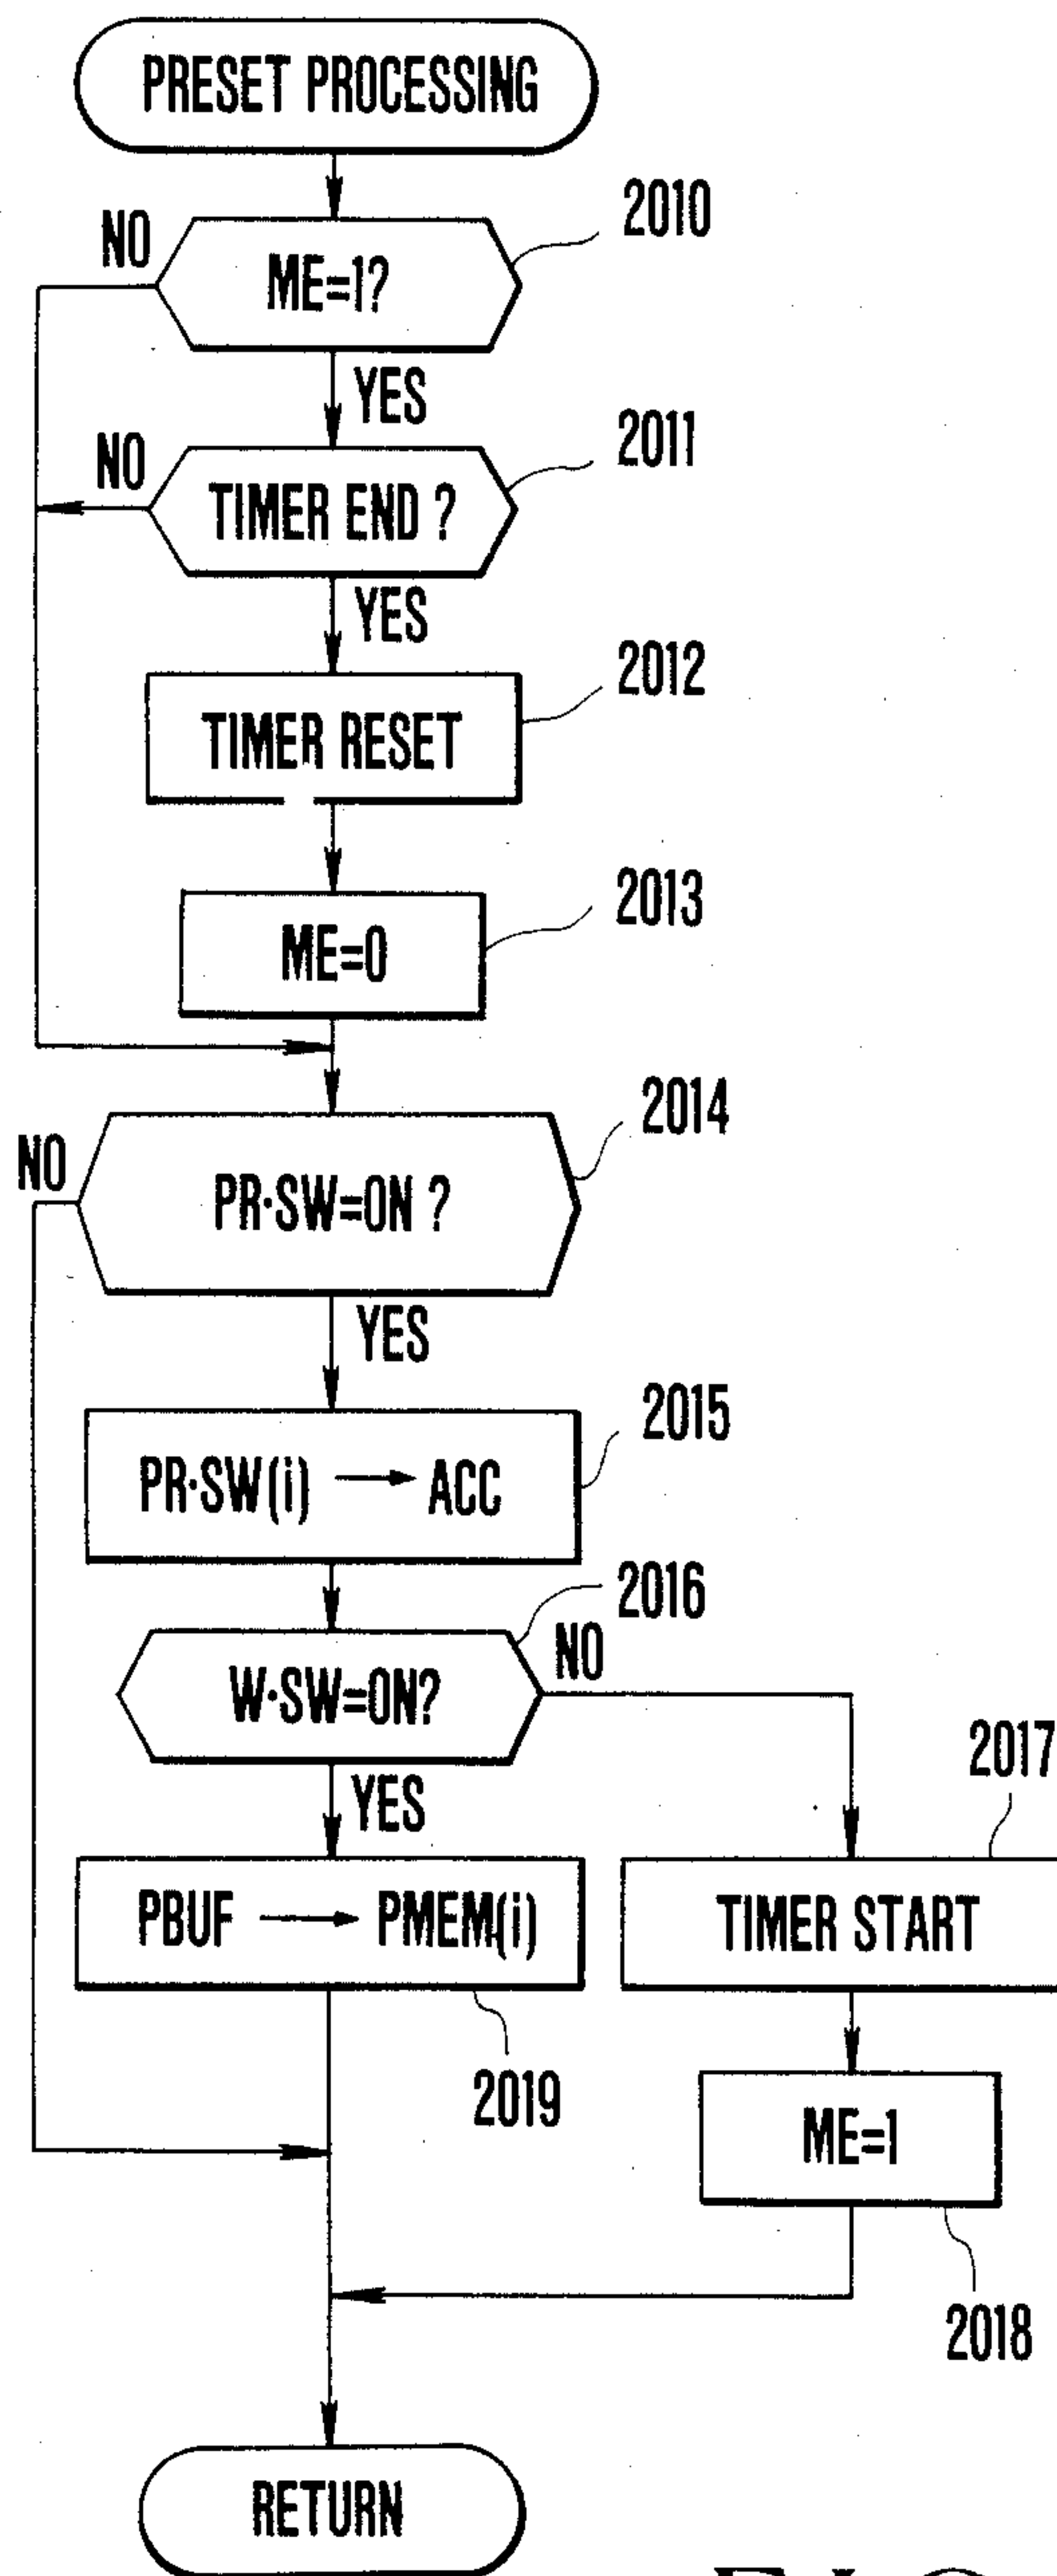 PRESET PROCESSING
2010
NO
ME=1?
YES
2011
NO
TIMER END ?
YES
2012
TIMER RESET
2013
ME=0
2014
NO
PR·SW=ON ?
YES
2015
PR·SW(i) → ACC
2016
NO
W·SW=ON?
2017
YES
PBUF → PMEM(i)
TIMER START
2019
ME=1
2018
RETURN